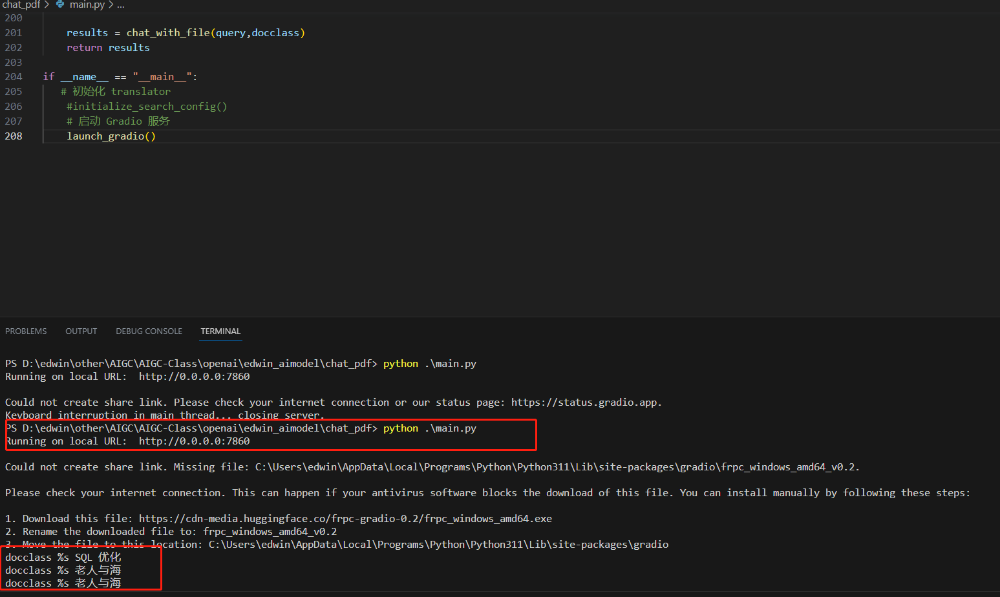 chat_pdf > main.py > ...
200
201 results = chat_with_file(query,docclass)
202 return results
203
204 if __name__ == "__main__":
205 # 初始化 translator
206 #initialize_search_config()
207 # 启动 Gradio 服务
208 launch_gradio()
PROBLEMS OUTPUT DEBUG CONSOLE TERMINAL
PS D:\edwin\other\AIGC\AIGC-Class\openai\edwin_aimodel\chat_pdf> python .\main.py
Running on local URL: http://0.0.0.0:7860
Could not create share link. Please check your internet connection or our status page: https://status.gradio.app.
Keyboard interruption in main thread... closing server.
PS D:\edwin\other\AIGC\AIGC-Class\openai\edwin_aimodel\chat_pdf> python .\main.py
Running on local URL: http://0.0.0.0:7860
Could not create share link. Missing file: C:\Users\edwin\AppData\Local\Programs\Python\Python311\Lib\site-packages\gradio\frpc_windows_amd64_v0.2.
Please check your internet connection. This can happen if your antivirus software blocks the download of this file. You can install manually by following these steps:
1. Download this file: https://cdn-media.huggingface.co/frpc-gradio-0.2/frpc_windows_amd64.exe
2. Rename the downloaded file to: frpc_windows_amd64_v0.2
3. Move the file to this location: C:\Users\edwin\AppData\Local\Programs\Python\Python311\Lib\site-packages\gradio
docclass %s SQL 优化
docclass %s 老人与海
docclass %s 老人与海